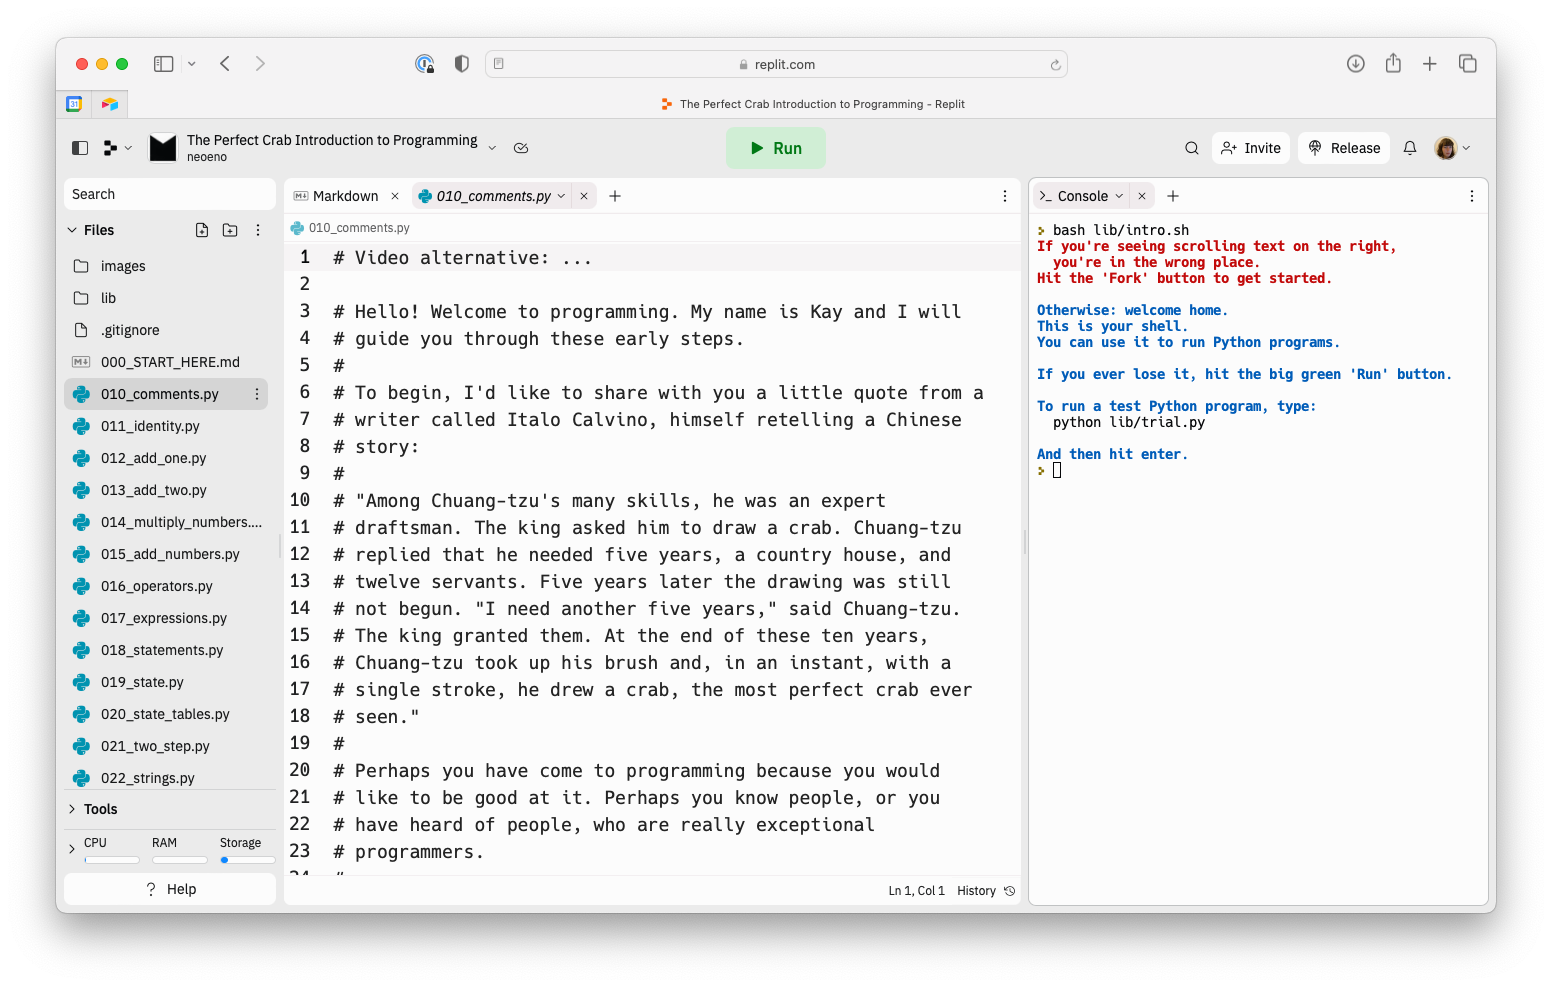 replit.com
31
The Perfect Crab Introduction to Programming - Replit
The Perfect Crab Introduction to Programming
neoeno
Run
Invite
Release
Search
Files
images
lib
.gitignore
000_START_HERE.md
010_comments.py
011_identity.py
012_add_one.py
013_add_two.py
014_multiply_numbers....
015_add_numbers.py
016_operators.py
017_expressions.py
018_statements.py
019_state.py
020_state_tables.py
021_two_step.py
022_strings.py
Tools
CPU RAM Storage
? Help
Markdown
010_comments.py
010_comments.py
1 # Video alternative: ...
2
3 # Hello! Welcome to programming. My name is Kay and I will
4 # guide you through these early steps.
5 #
6 # To begin, I'd like to share with you a little quote from a
7 # writer called Italo Calvino, himself retelling a Chinese
8 # story:
9 #
10 # "Among Chuang-tzu's many skills, he was an expert
11 # draftsman. The king asked him to draw a crab. Chuang-tzu
12 # replied that he needed five years, a country house, and
13 # twelve servants. Five years later the drawing was still
14 # not begun. "I need another five years," said Chuang-tzu.
15 # The king granted them. At the end of these ten years,
16 # Chuang-tzu took up his brush and, in an instant, with a
17 # single stroke, he drew a crab, the most perfect crab ever
18 # seen."
19 #
20 # Perhaps you have come to programming because you would
21 # like to be good at it. Perhaps you know people, or you
22 # have heard of people, who are really exceptional
23 # programmers.
24 #
Ln 1, Col 1 History
Console
bash lib/intro.sh
If you're seeing scrolling text on the right,
you're in the wrong place.
Hit the 'Fork' button to get started.
Otherwise: welcome home.
This is your shell.
You can use it to run Python programs.
If you ever lose it, hit the big green 'Run' button.
To run a test Python program, type:
python lib/trial.py
And then hit enter.